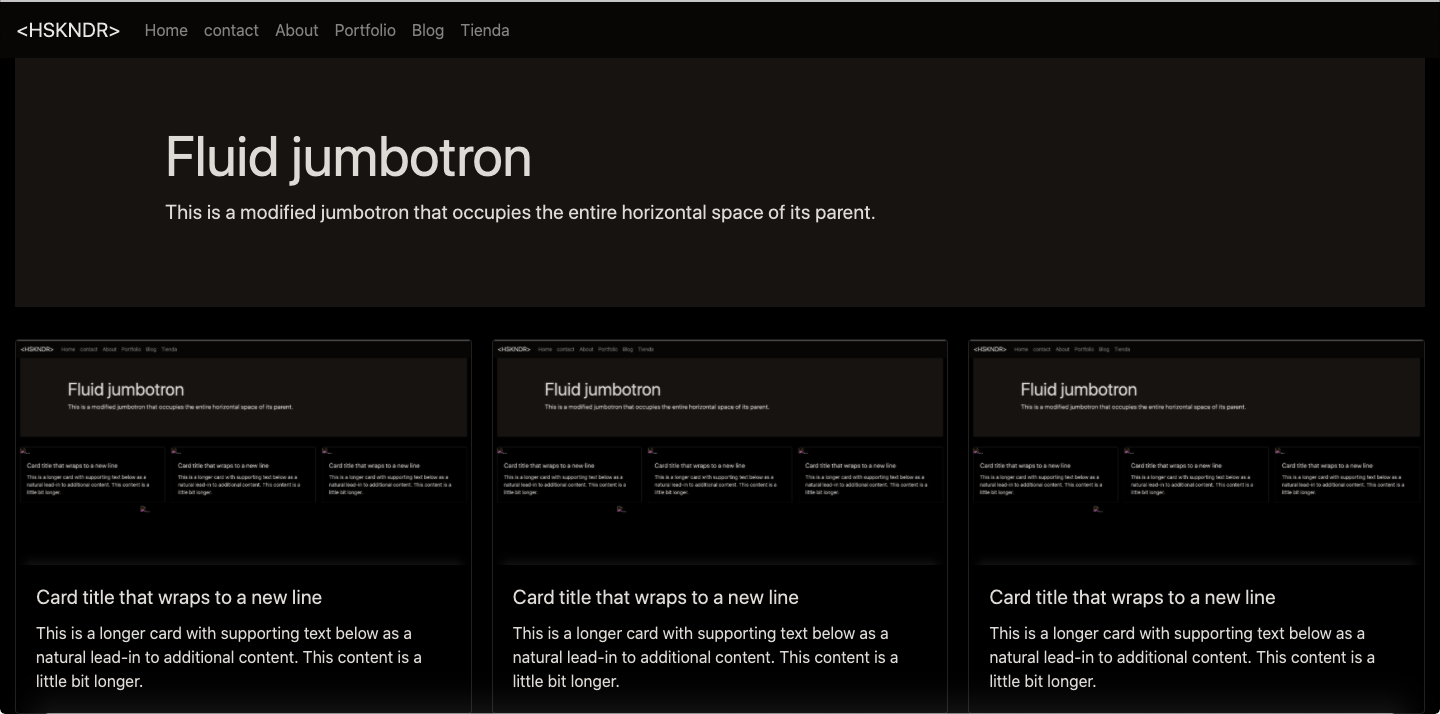 <HSKNDR> Home contact About Portfolio Blog Tienda
Fluid jumbotron
This is a modified jumbotron that occupies the entire horizontal space of its parent.
<HSKNDR> Home contact About Portfolio Blog Tienda
Fluid jumbotron
This is a modified jumbotron that occupies the entire horizontal space of its parent.
Card title that wraps to a new line
This is a longer card with supporting text below as a
natural lead-in to additional content. This content is a
little bit longer.
Card title that wraps to a new line
This is a longer card with supporting text below as a
natural lead-in to additional content. This content is a
little bit longer.
Card title that wraps to a new line
This is a longer card with supporting text below as a
natural lead-in to additional content. This content is a
little bit longer.
Card title that wraps to a new line
This is a longer card with supporting text below as a
natural lead-in to additional content. This content is a
little bit longer.
<HSKNDR> Home contact About Portfolio Blog Tienda
Fluid jumbotron
This is a modified jumbotron that occupies the entire horizontal space of its parent.
Card title that wraps to a new line
This is a longer card with supporting text below as a
natural lead-in to additional content. This content is a
little bit longer.
Card title that wraps to a new line
This is a longer card with supporting text below as a
natural lead-in to additional content. This content is a
little bit longer.
Card title that wraps to a new line
This is a longer card with supporting text below as a
natural lead-in to additional content. This content is a
little bit longer.
Card title that wraps to a new line
This is a longer card with supporting text below as a
natural lead-in to additional content. This content is a
little bit longer.
<HSKNDR> Home contact About Portfolio Blog Tienda
Fluid jumbotron
This is a modified jumbotron that occupies the entire horizontal space of its parent.
Card title that wraps to a new line
This is a longer card with supporting text below as a
natural lead-in to additional content. This content is a
little bit longer.
Card title that wraps to a new line
This is a longer card with supporting text below as a
natural lead-in to additional content. This content is a
little bit longer.
Card title that wraps to a new line
This is a longer card with supporting text below as a
natural lead-in to additional content. This content is a
little bit longer.
Card title that wraps to a new line
This is a longer card with supporting text below as a
natural lead-in to additional content. This content is a
little bit longer.